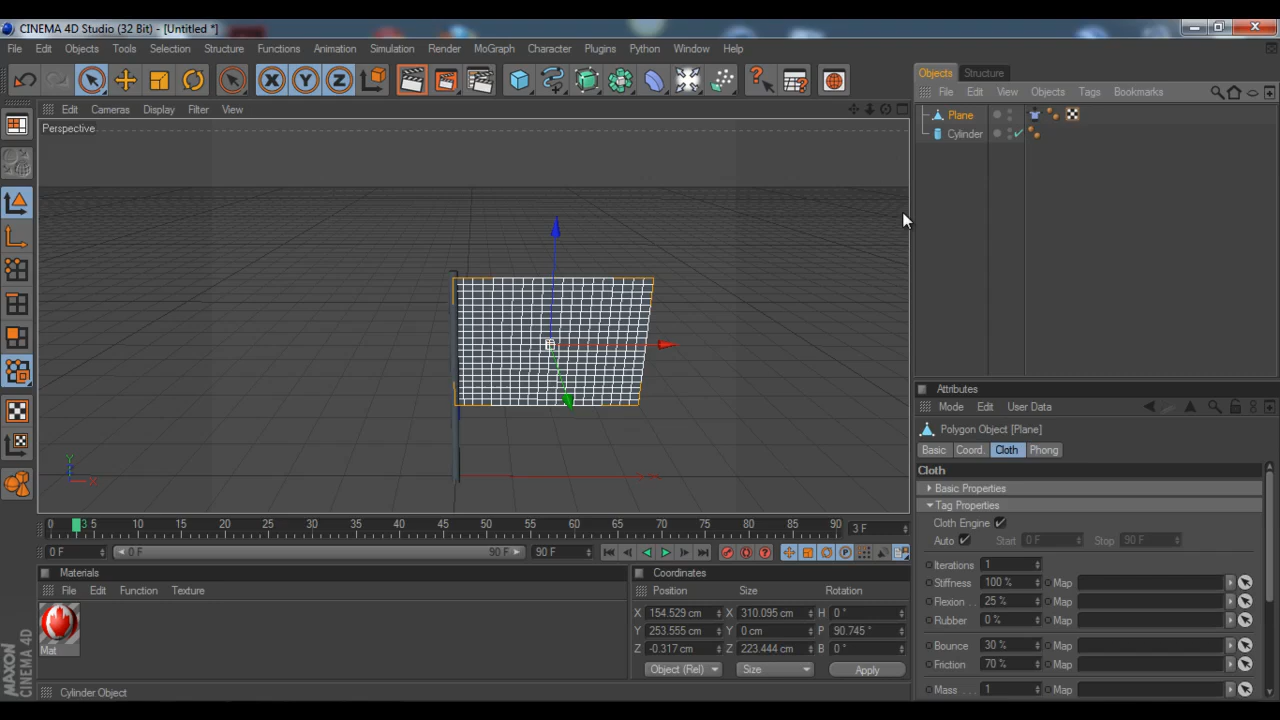 CINEMA 4D Studio (32 Bit) - [Untitled *]
File Edit Objects Tools Selection Structure Functions Animation Simulation Render MoGraph Character Plugins Python Window Help
X Y Z
Objects Structure
File Edit View Objects Tags Bookmarks
Edit Cameras Display Filter View
Perspective
Plane
Cylinder
Y
X
Attributes
Mode Edit User Data
Polygon Object [Plane]
Basic Coord. Cloth Phong
Cloth
Basic Properties
Tag Properties
Cloth Engine
Auto Start 0 F Stop 90 F
Iterations 1
Stiffness 100 % Map
Flexion . . 25 % Map
Rubber 0 % Map
Bounce 30 % Map
Friction 70 % Map
Mass . . . 1 Map
0 3 5 10 15 20 25 30 35 40 45 50 55 60 65 70 75 80 85 90 3 F
0 F 0 F 90 F 90 F
Materials
File Edit Function Texture
Mat
Coordinates
Position Size Rotation
X 154.529 cm X 310.095 cm H 0 °
Y 253.555 cm Y 0 cm P 90.745 °
Z -0.317 cm Z 223.444 cm B 0 °
Object (Rel) Size Apply
MAXON CINEMA 4D
Cylinder Object